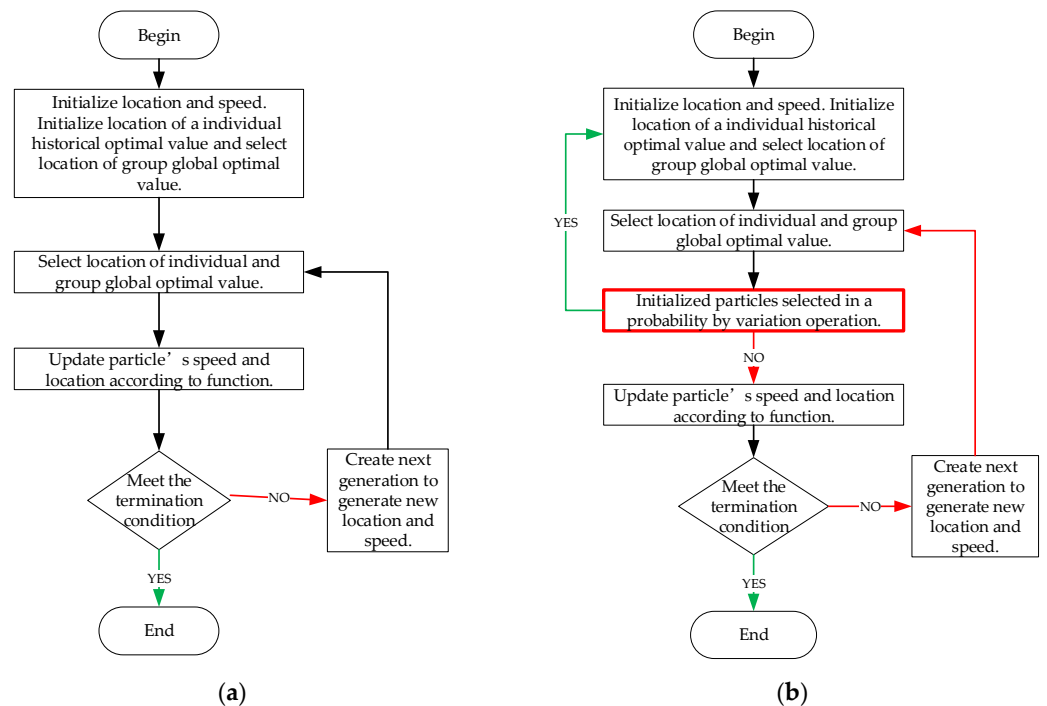 Begin
Initialize location and speed.
Initialize location of a individual
historical optimal value and select
location of group global optimal
value.
Select location of individual and
group global optimal value.
Update particle’ s speed and
location according to function.
Meet the
termination
condition
NO
Create next
generation to
generate new
location and
speed.
YES
End
(a)
Begin
Initialize location and speed. Initialize
location of a individual historical
optimal value and select location of
group global optimal value.
YES
Select location of individual and group
global optimal value.
Initialized particles selected in a
probability by variation operation.
NO
Update particle’ s speed and location
according to function.
Meet the
termination
condition
NO
Create next
generation to
generate new
location and
speed.
YES
End
(b)